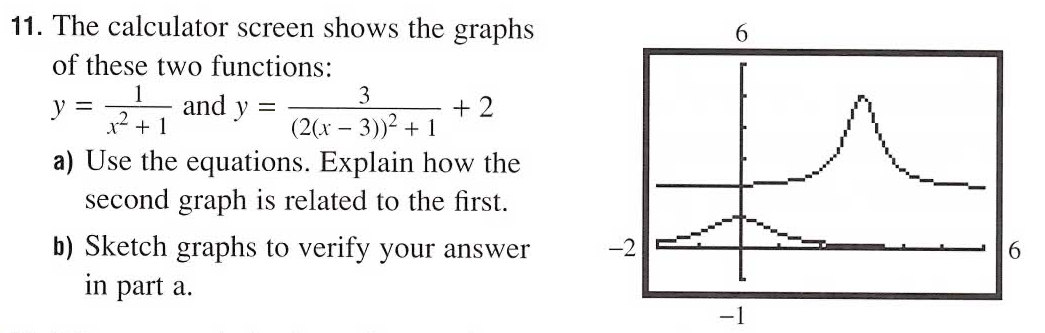 11. The calculator screen shows the graphs
of these two functions:
y = 1/(x² + 1) and y = 3/((2(x – 3))² + 1) + 2
a) Use the equations. Explain how the
second graph is related to the first.
b) Sketch graphs to verify your answer
in part a.
6
–2
6
–1